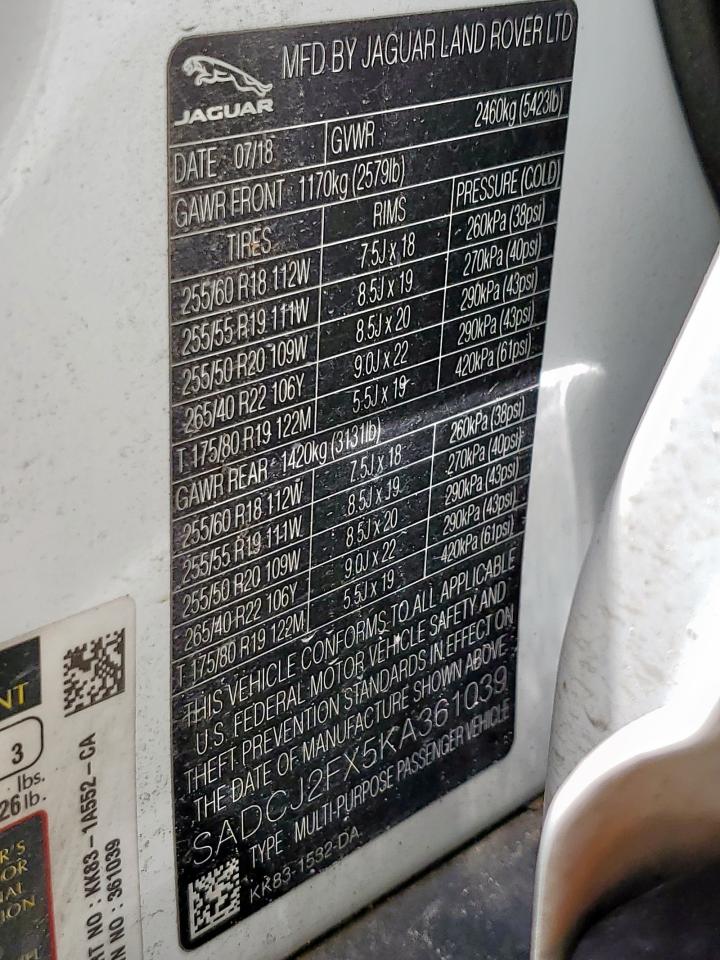 JAGUAR
MFD BY JAGUAR LAND ROVER LTD
DATE 07/18 GVWR 2460kg (5423lb)
GAWR FRONT 1170kg (2579lb)
TIRES RIMS PRESSURE (COLD)
255/60 R18 112W 7.5J x 18 260kPa (38psi)
255/55 R19 111W 8.5J x 19 270kPa (40psi)
255/50 R20 109W 8.5J x 20 290kPa (43psi)
265/40 R22 106Y 9.0J x 22 290kPa (43psi)
T 175/80 R19 122M 5.5J x 19 420kPa (61psi)
GAWR REAR 1420kg (3131lb)
255/60 R18 112W 7.5J x 18 260kPa (38psi)
255/55 R19 111W 8.5J x 19 270kPa (40psi)
255/50 R20 109W 8.5J x 20 290kPa (43psi)
265/40 R22 106Y 9.0J x 22 290kPa (43psi)
T 175/80 R19 122M 5.5J x 19 420kPa (61psi)
THIS VEHICLE CONFORMS TO ALL APPLICABLE
U.S. FEDERAL MOTOR VEHICLE SAFETY AND
THEFT PREVENTION STANDARDS IN EFFECT ON
THE DATE OF MANUFACTURE SHOWN ABOVE
SADCJ2FX5KA361039
TYPE MULTI-PURPOSE PASSENGER VEHICLE
KK83-1532-DA
NT
3
lbs.
26 lb.
R'S
OR
NAL
ION
RT NO : KK83-1A552-CA
IN NO : 361039